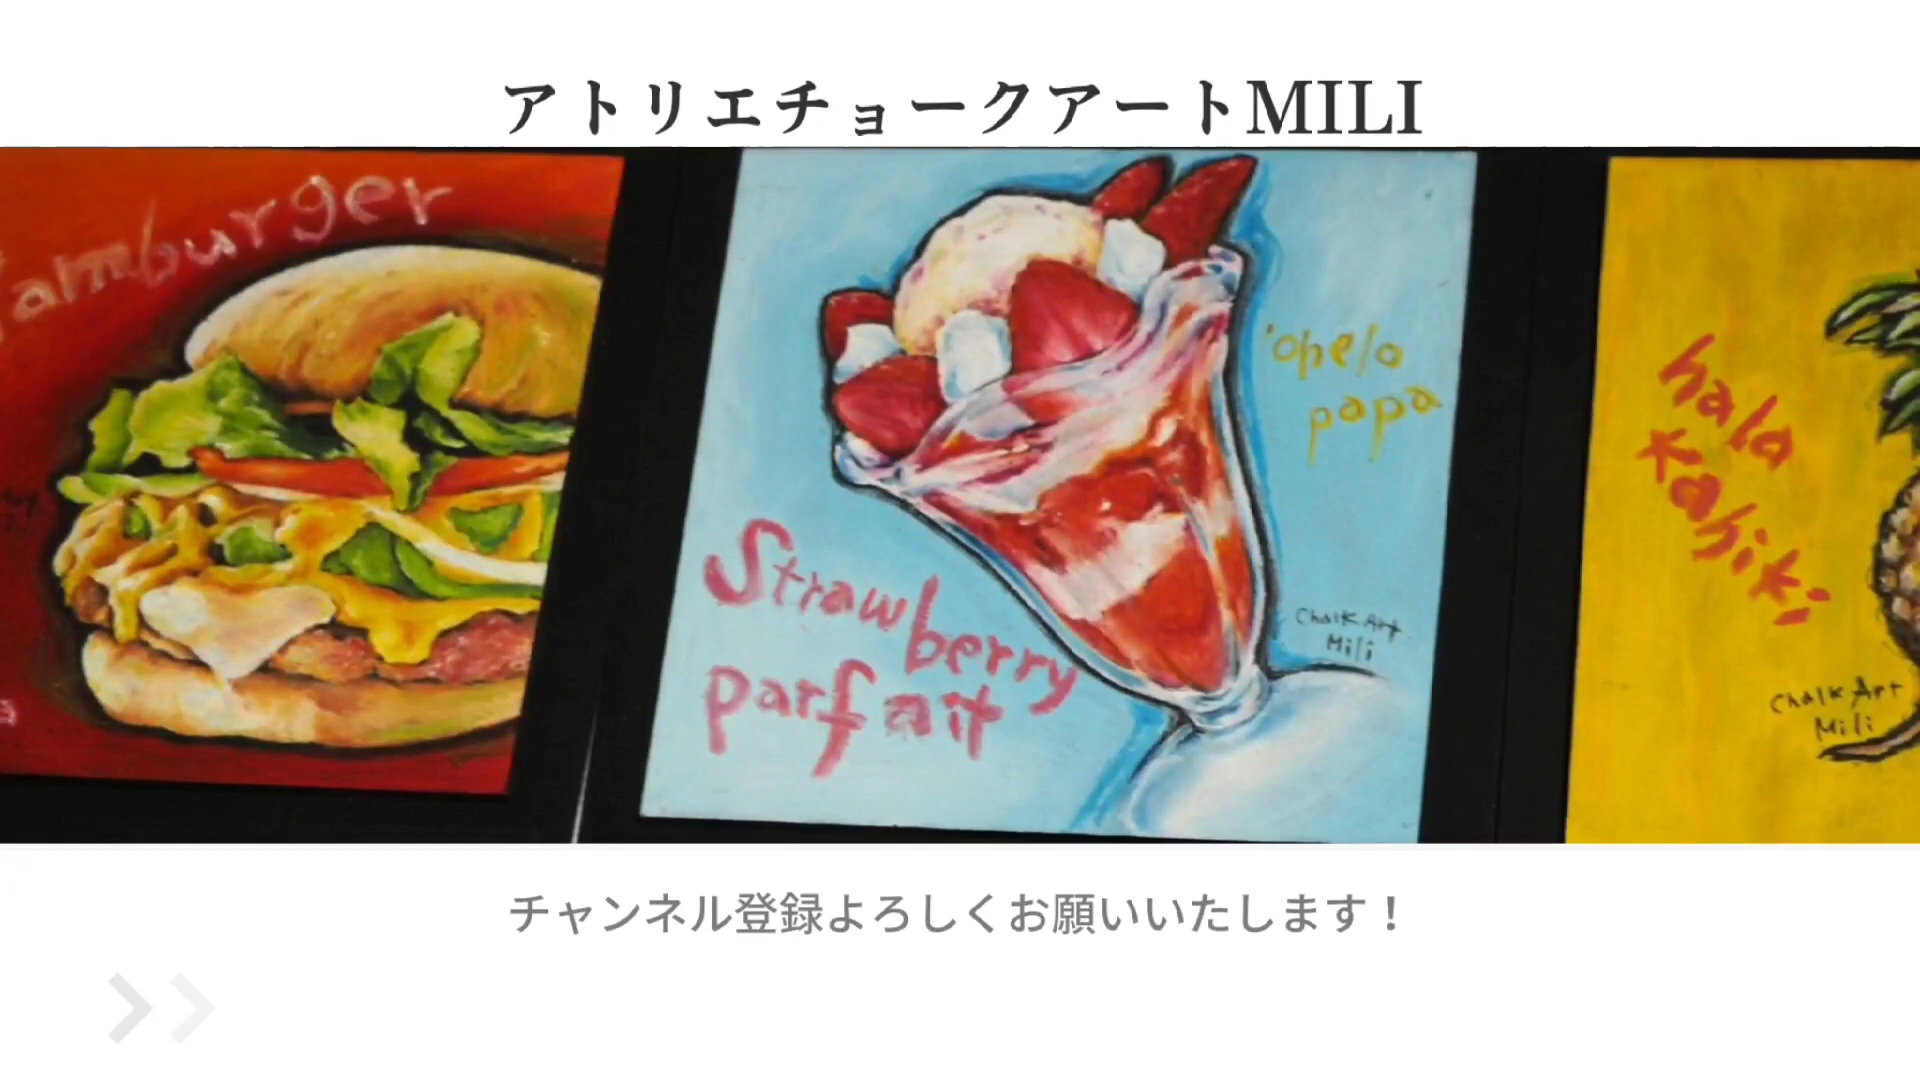 アトリエチョークアートMILI
amburger
'ohelo
papa
Strawberry
parfait
Chalk Art
Mili
hala
Kahiki
Chalk Art
Mili
チャンネル登録よろしくお願いいたします！